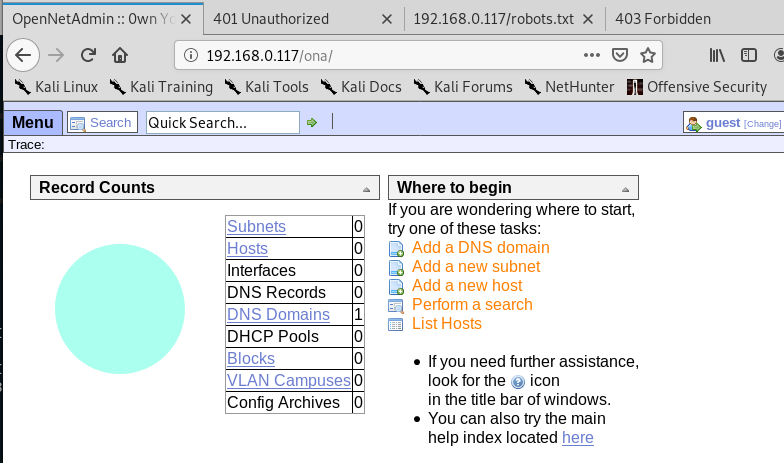 OpenNetAdmin :: 0wn Yo
401 Unauthorized
192.168.0.117/robots.txt
403 Forbidden
192.168.0.117/ona/
Kali Linux
Kali Training
Kali Tools
Kali Docs
Kali Forums
NetHunter
Offensive Security
Menu
Search
Quick Search...
guest [Change]
Trace:
Record Counts
Subnets 0
Hosts 0
Interfaces 0
DNS Records 0
DNS Domains 1
DHCP Pools 0
Blocks 0
VLAN Campuses 0
Config Archives 0
Where to begin
If you are wondering where to start,
try one of these tasks:
Add a DNS domain
Add a new subnet
Add a new host
Perform a search
List Hosts
If you need further assistance,
look for the ? icon
in the title bar of windows.
You can also try the main
help index located here